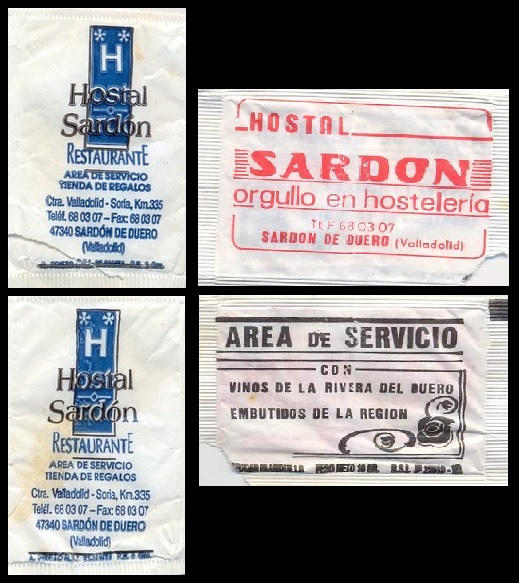 * *
H
Hostal
Sardón
RESTAURANTE
AREA DE SERVICIO
TIENDA DE REGALOS
Ctra. Valladolid - Soria, Km. 335
Teléf. 68 03 07 – Fax: 68 03 07
47340 SARDÓN DE DUERO
(Valladolid)
HOSTAL
SARDON
orgullo en hostelería
TLF 68 03 07
SARDON DE DUERO (Valladolid)
* *
H
Hostal
Sardón
RESTAURANTE
AREA DE SERVICIO
TIENDA DE REGALOS
Ctra. Valladolid - Soria, Km. 335
Teléf. 68 03 07 – Fax: 68 03 07
47340 SARDÓN DE DUERO
(Valladolid)
AREA DE SERVICIO
CON
VINOS DE LA RIVERA DEL DUERO
EMBUTIDOS DE LA REGION
PESO NETO 10 GR.